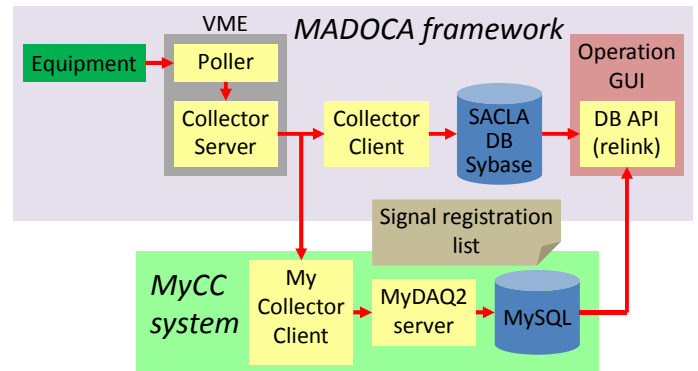 VME
MADOCA framework
Equipment
Poller
Collector
Server
Collector
Client
SACLA
DB
Sybase
Operation
GUI
DB API
(relink)
Signal registration
list
MyCC
system
My
Collector
Client
MyDAQ2
server
MySQL